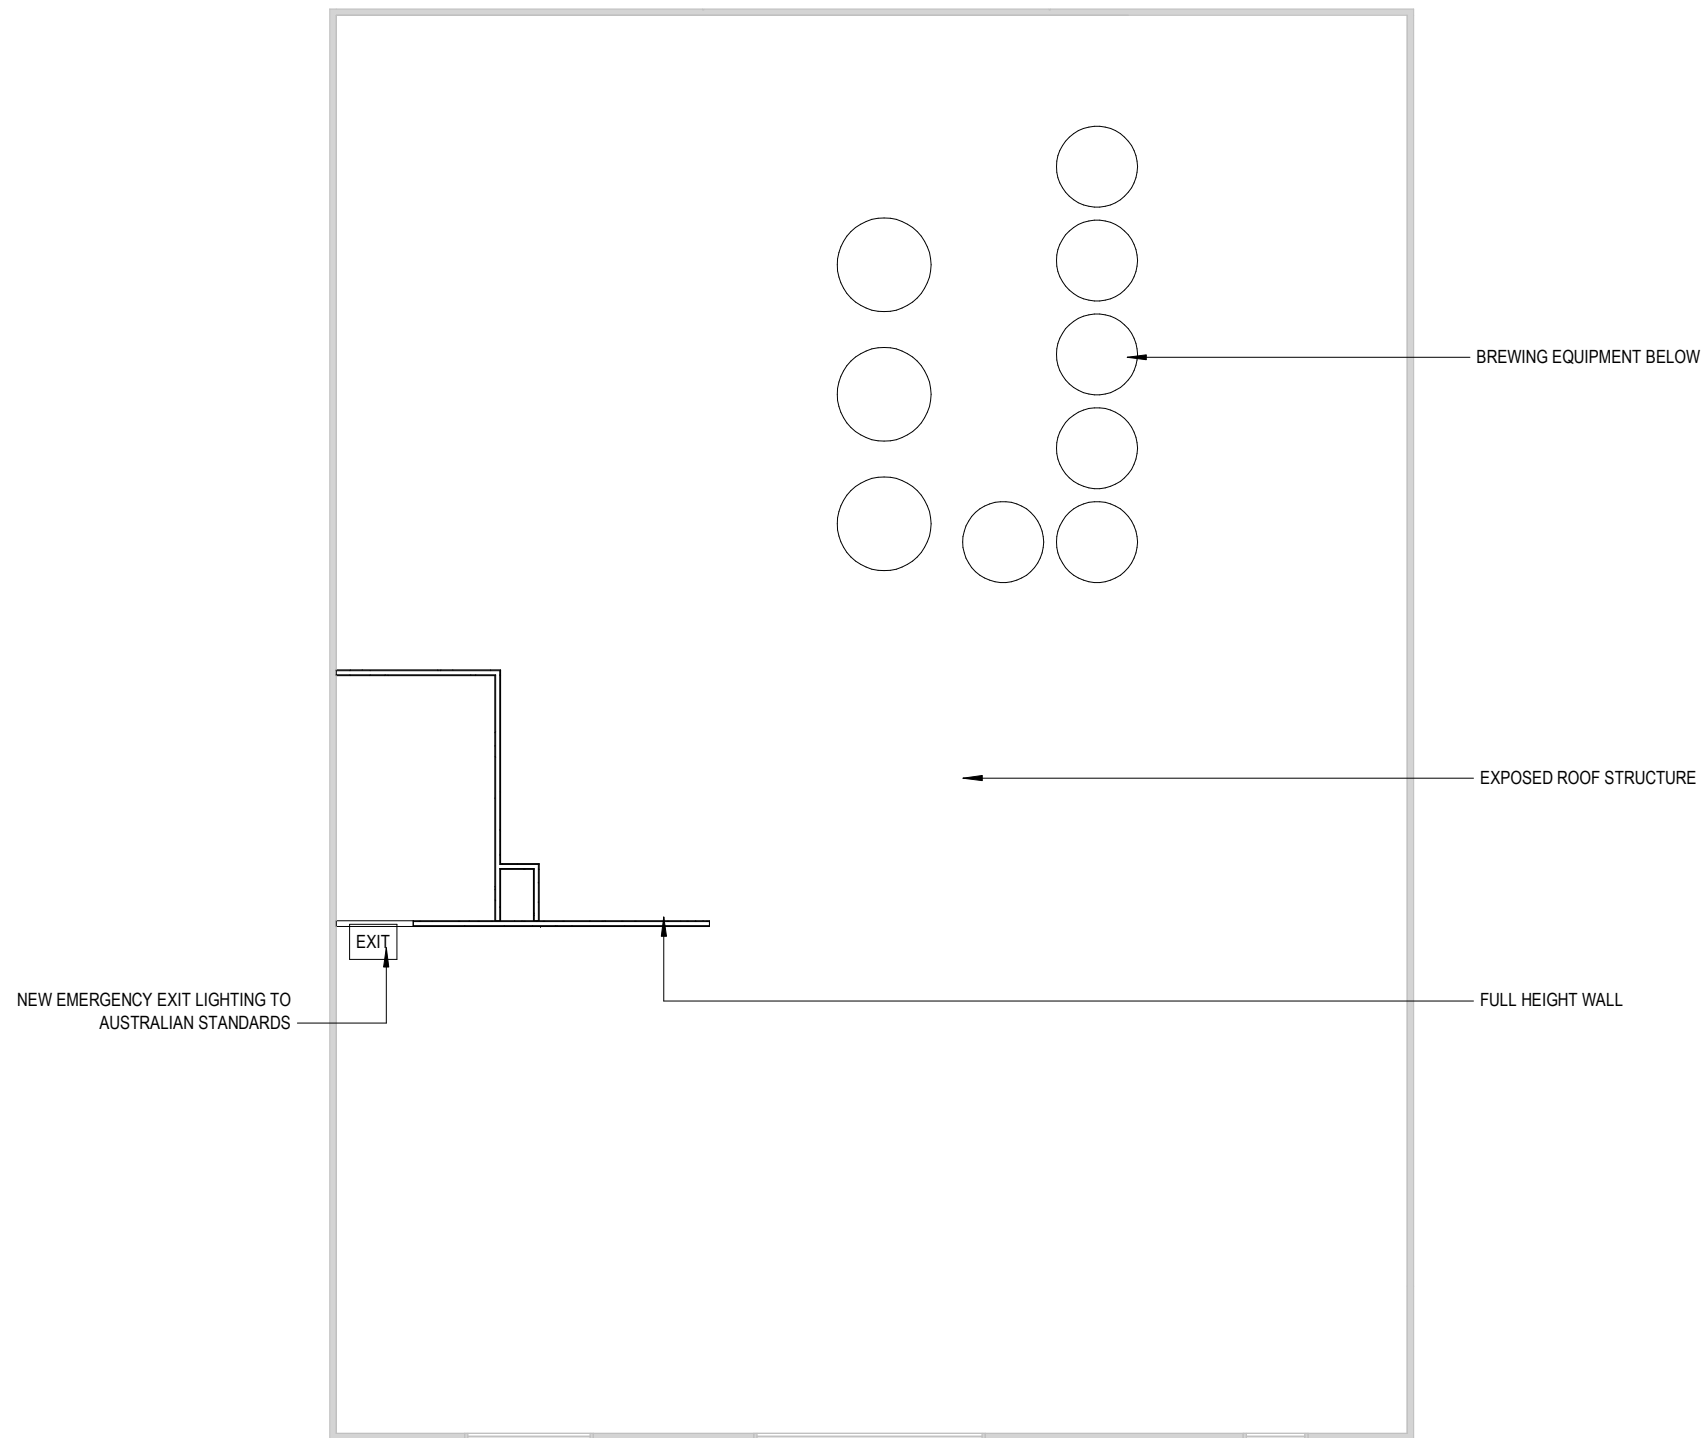 BREWING EQUIPMENT BELOW
EXPOSED ROOF STRUCTURE
EXIT
NEW EMERGENCY EXIT LIGHTING TO
AUSTRALIAN STANDARDS
FULL HEIGHT WALL